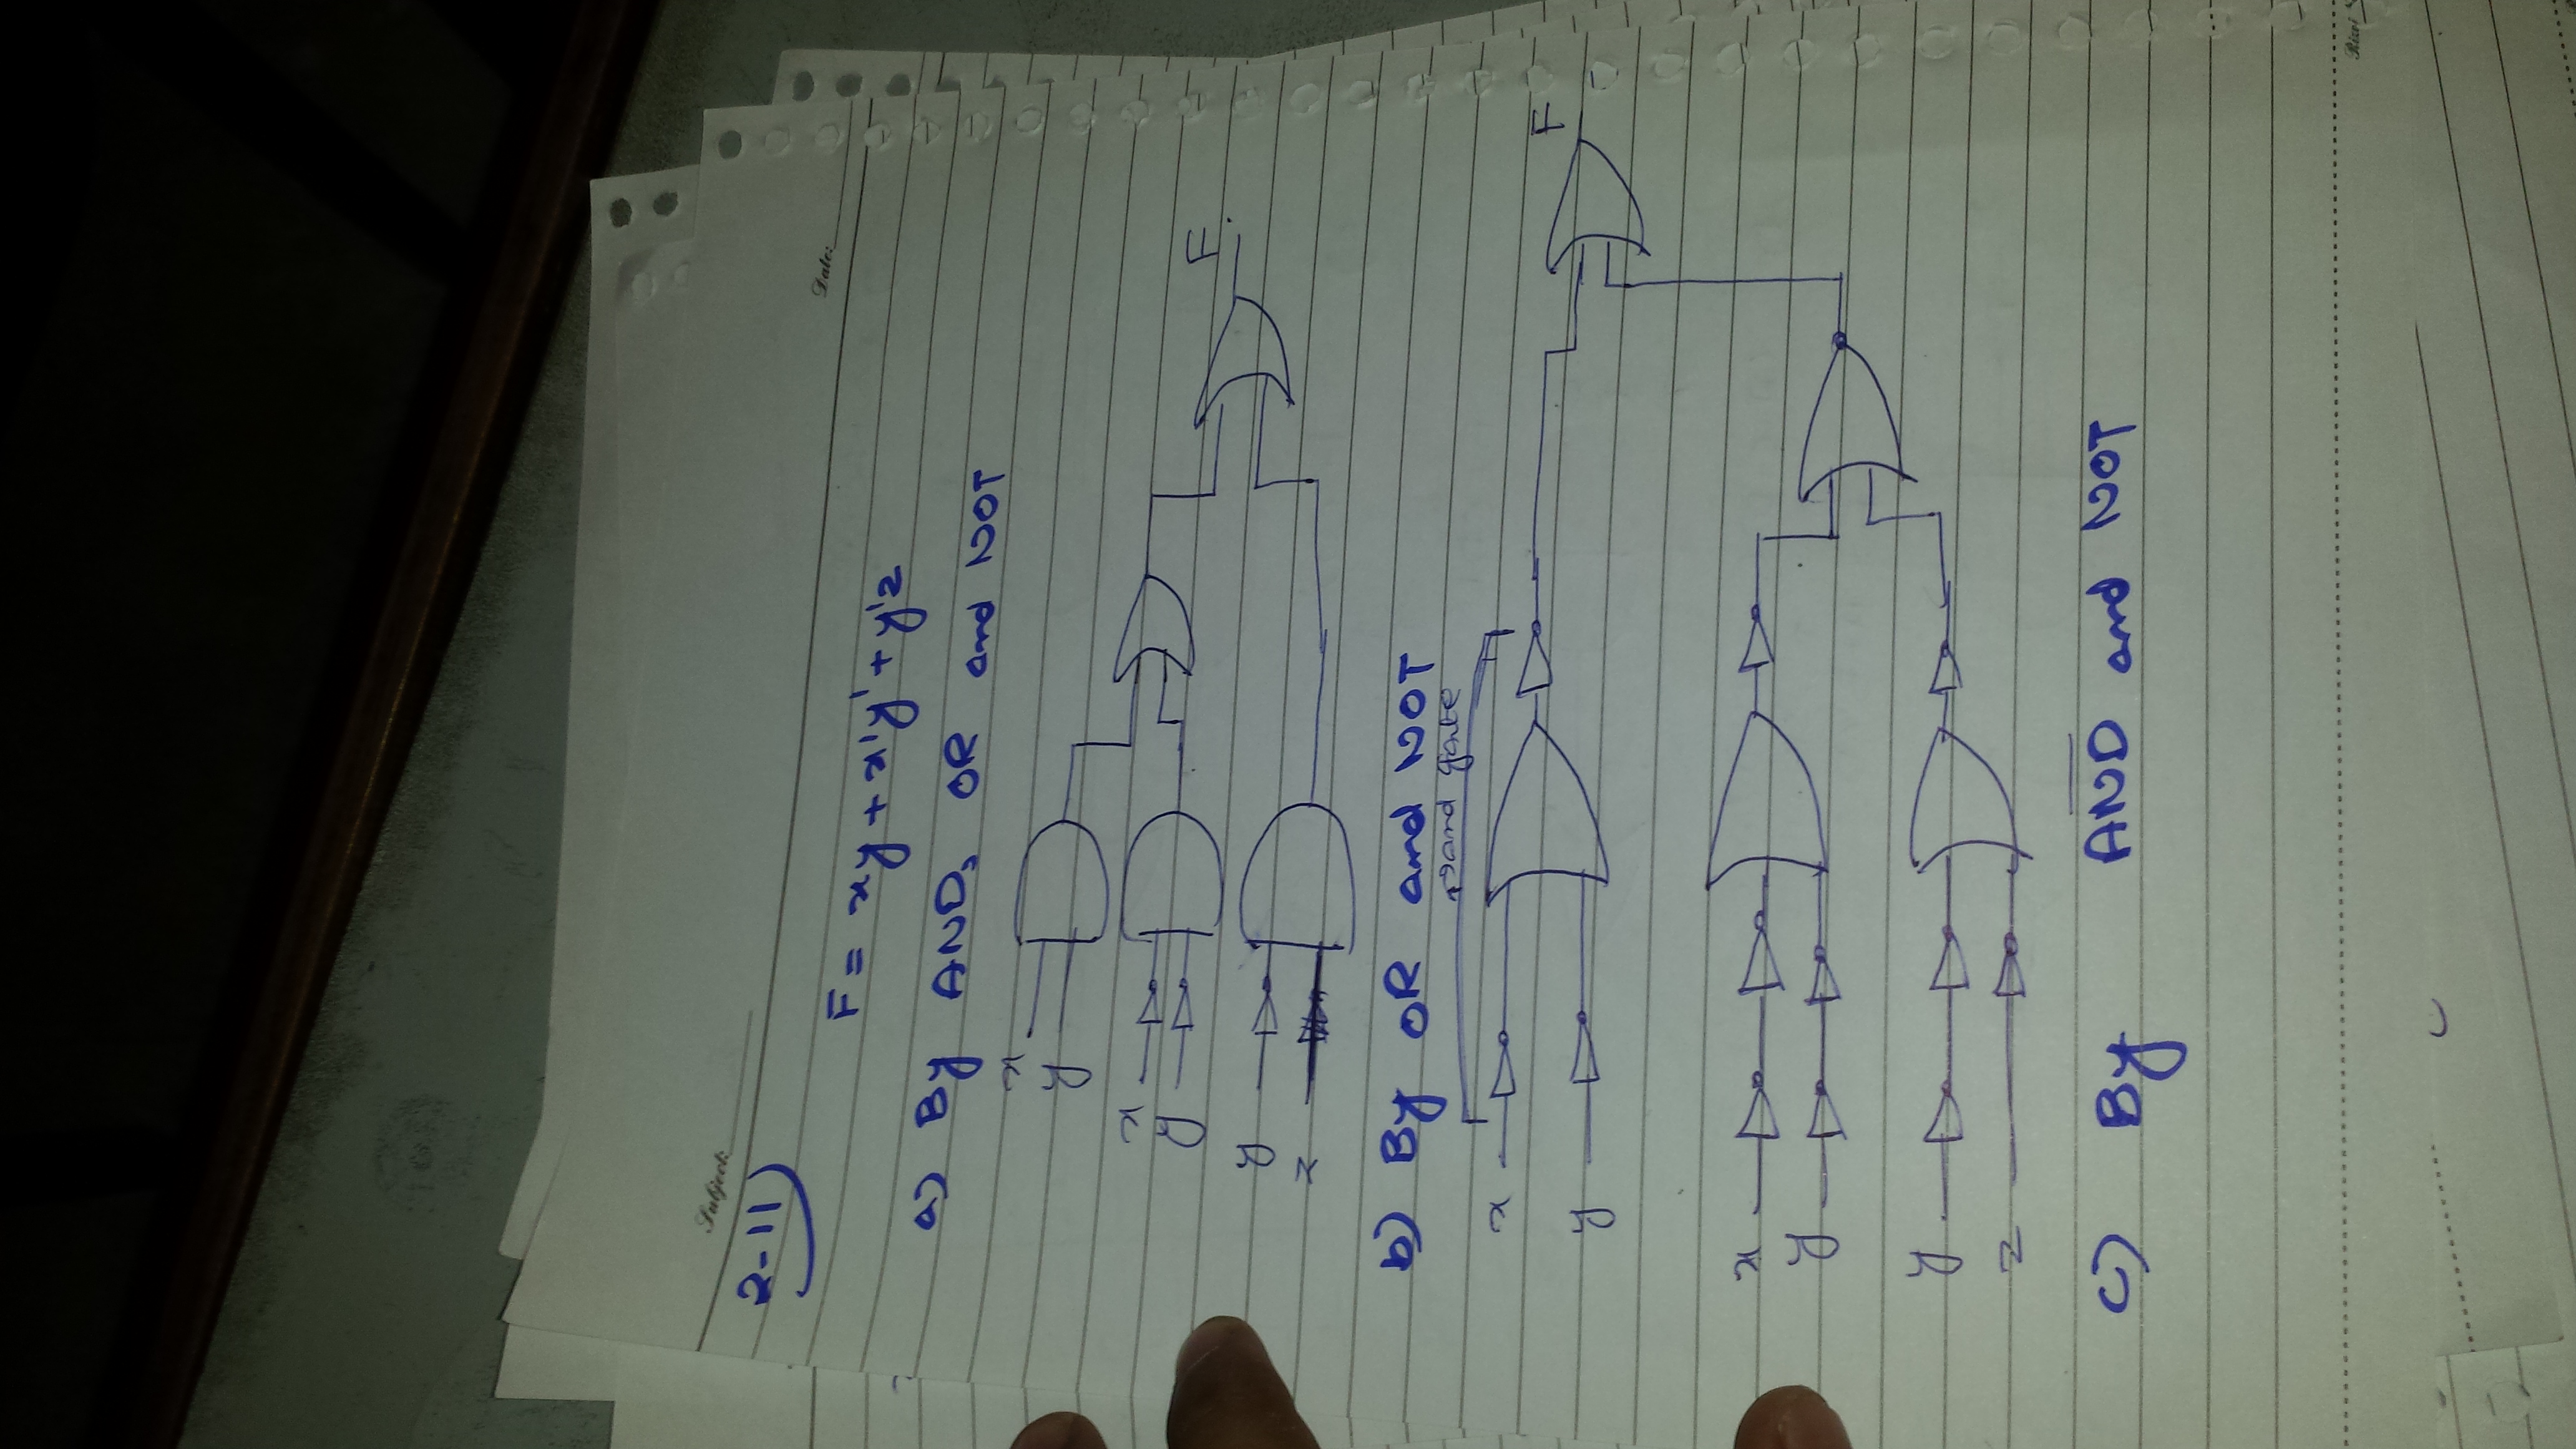 Date:
Subject:
2-11)
F = xy + x'y' + y'z
a) By AND, OR and NOT
x
y
x
y
y
z
F
b) By OR and NOT
nand gate
x
y
x
y
y
z
F
c) By AND and NOT